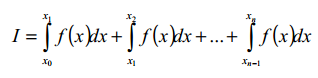 I = ∫_{x_0}^{x_1} f(x)dx + ∫_{x_1}^{x_2} f(x)dx + ... + ∫_{x_{n-1}}^{x_n} f(x)dx